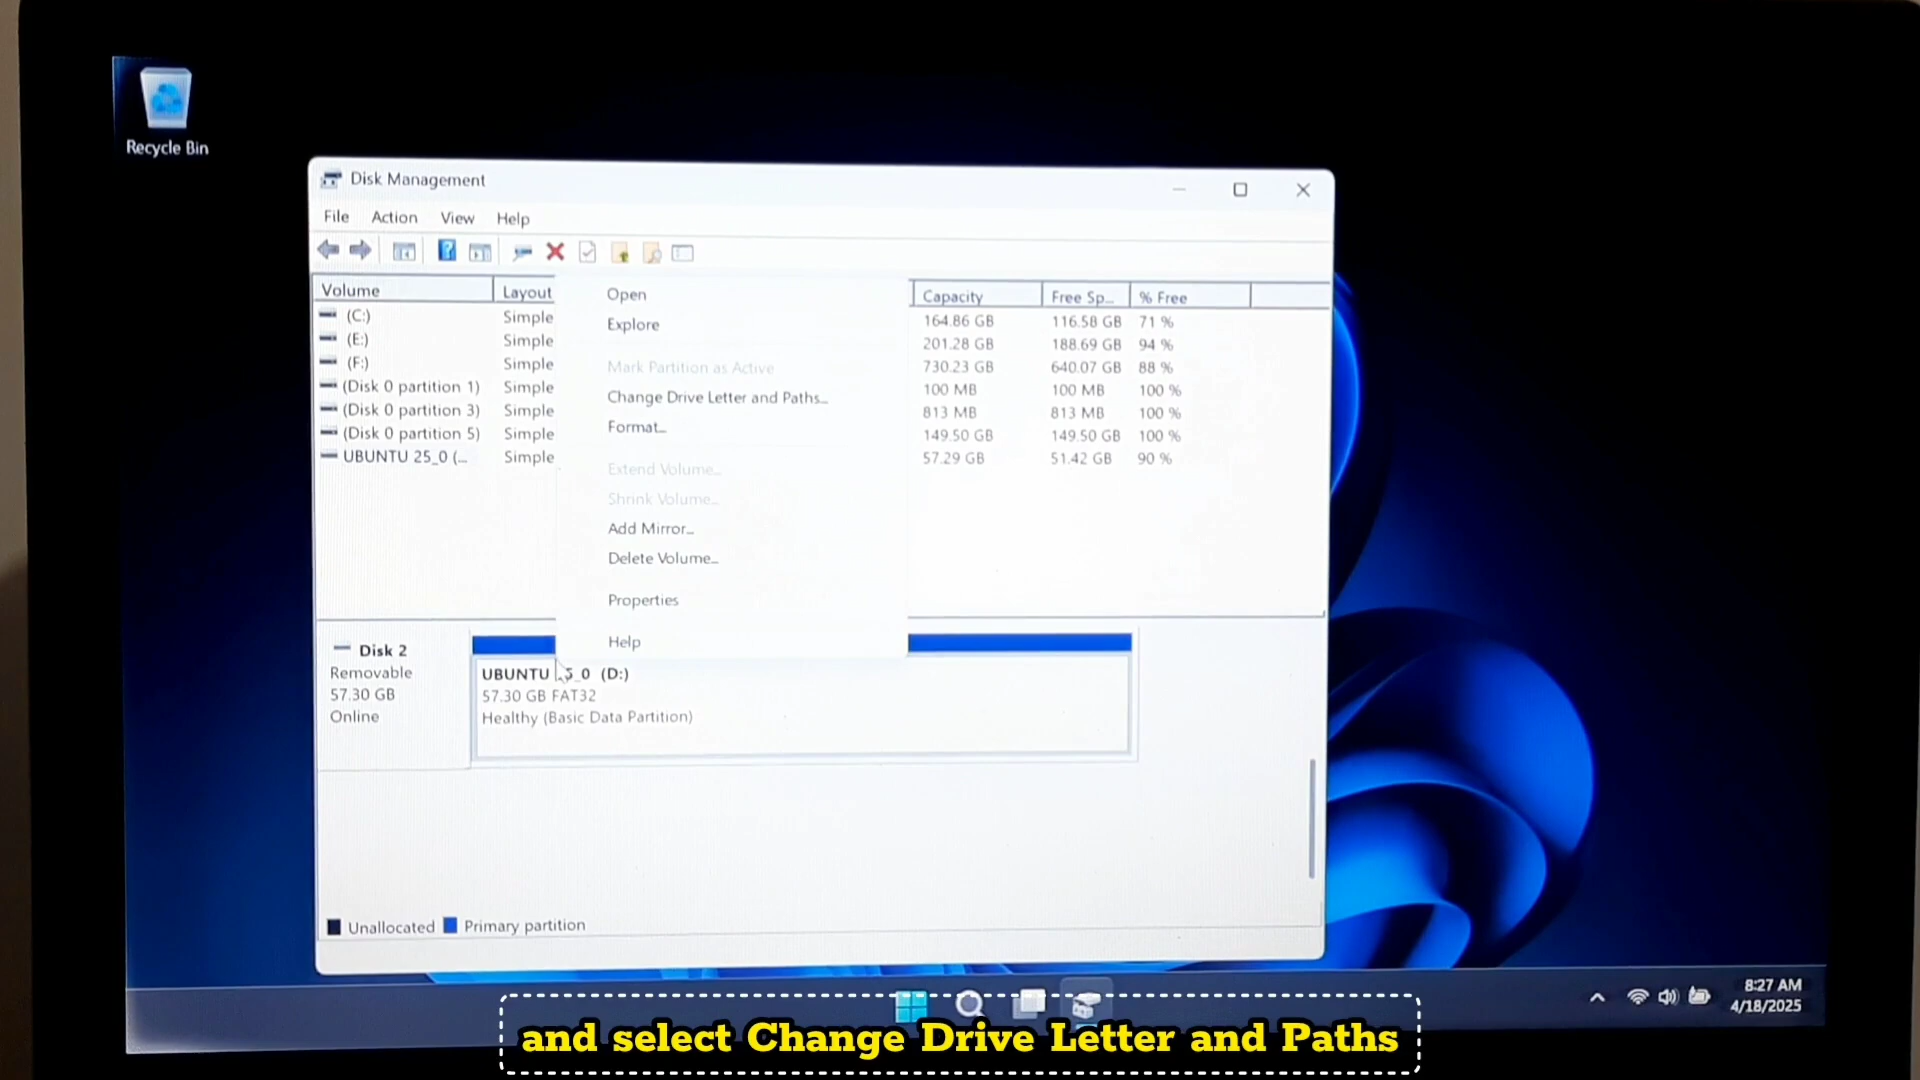 Recycle Bin
Disk Management
File Action View Help
Volume Layout Capacity Free Sp... % Free
(C:) Simple 164.86 GB 116.58 GB 71 %
(E:) Simple 201.28 GB 188.69 GB 94 %
(F:) Simple 730.23 GB 640.07 GB 88 %
(Disk 0 partition 1) Simple 100 MB 100 MB 100 %
(Disk 0 partition 3) Simple 813 MB 813 MB 100 %
(Disk 0 partition 5) Simple 149.50 GB 149.50 GB 100 %
UBUNTU 25_0 (... Simple 57.29 GB 51.42 GB 90 %
Open
Explore
Mark Partition as Active
Change Drive Letter and Paths...
Format...
Extend Volume...
Shrink Volume...
Add Mirror...
Delete Volume...
Properties
Help
Disk 2
Removable
57.30 GB
Online
UBUNTU 25_0 (D:)
57.30 GB FAT32
Healthy (Basic Data Partition)
Unallocated Primary partition
8:27 AM
4/18/2025
and select Change Drive Letter and Paths